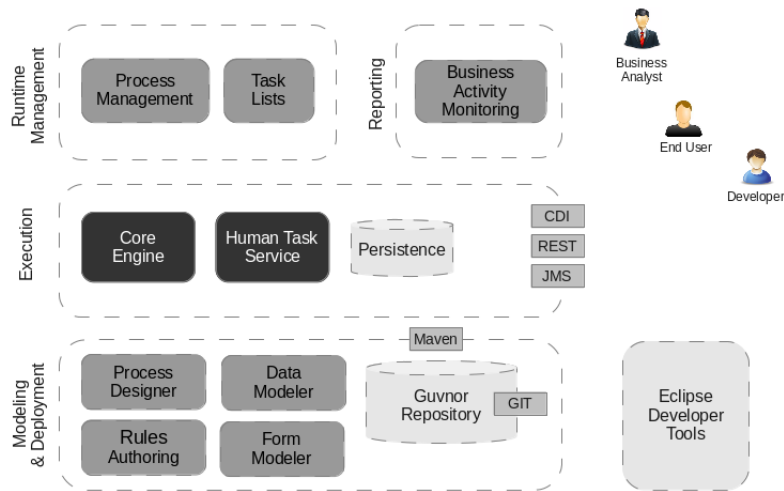 Runtime
Management
Process
Management
Task
Lists
Reporting
Business
Activity
Monitoring
Business
Analyst
End User
Developer
Execution
Core
Engine
Human Task
Service
Persistence
CDI
REST
JMS
Modeling
& Deployment
Process
Designer
Data
Modeler
Rules
Authoring
Form
Modeler
Maven
Guvnor
Repository
GIT
Eclipse
Developer
Tools